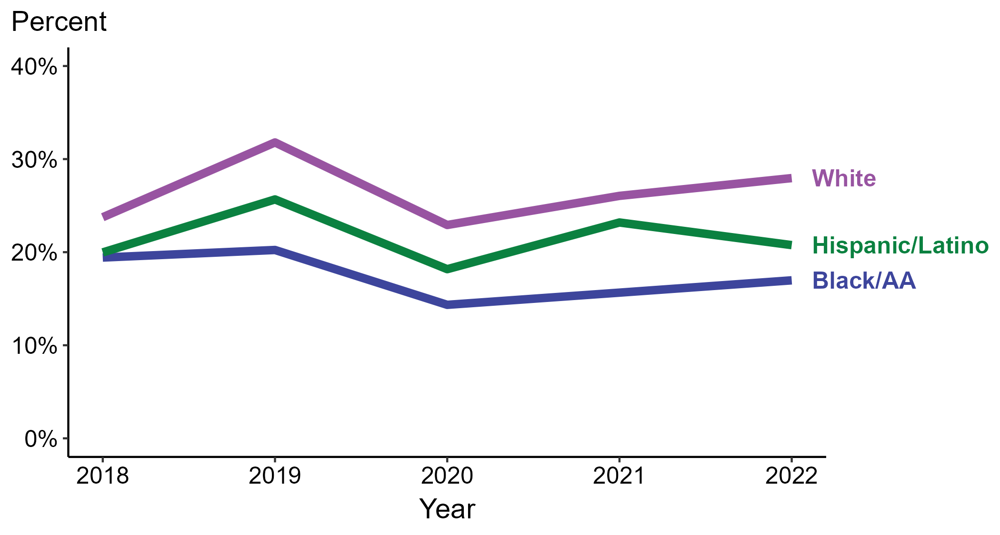 Percent
40%
30%
20%
10%
0%
White
Hispanic/Latino
Black/AA
2018 2019 2020 2021 2022
Year